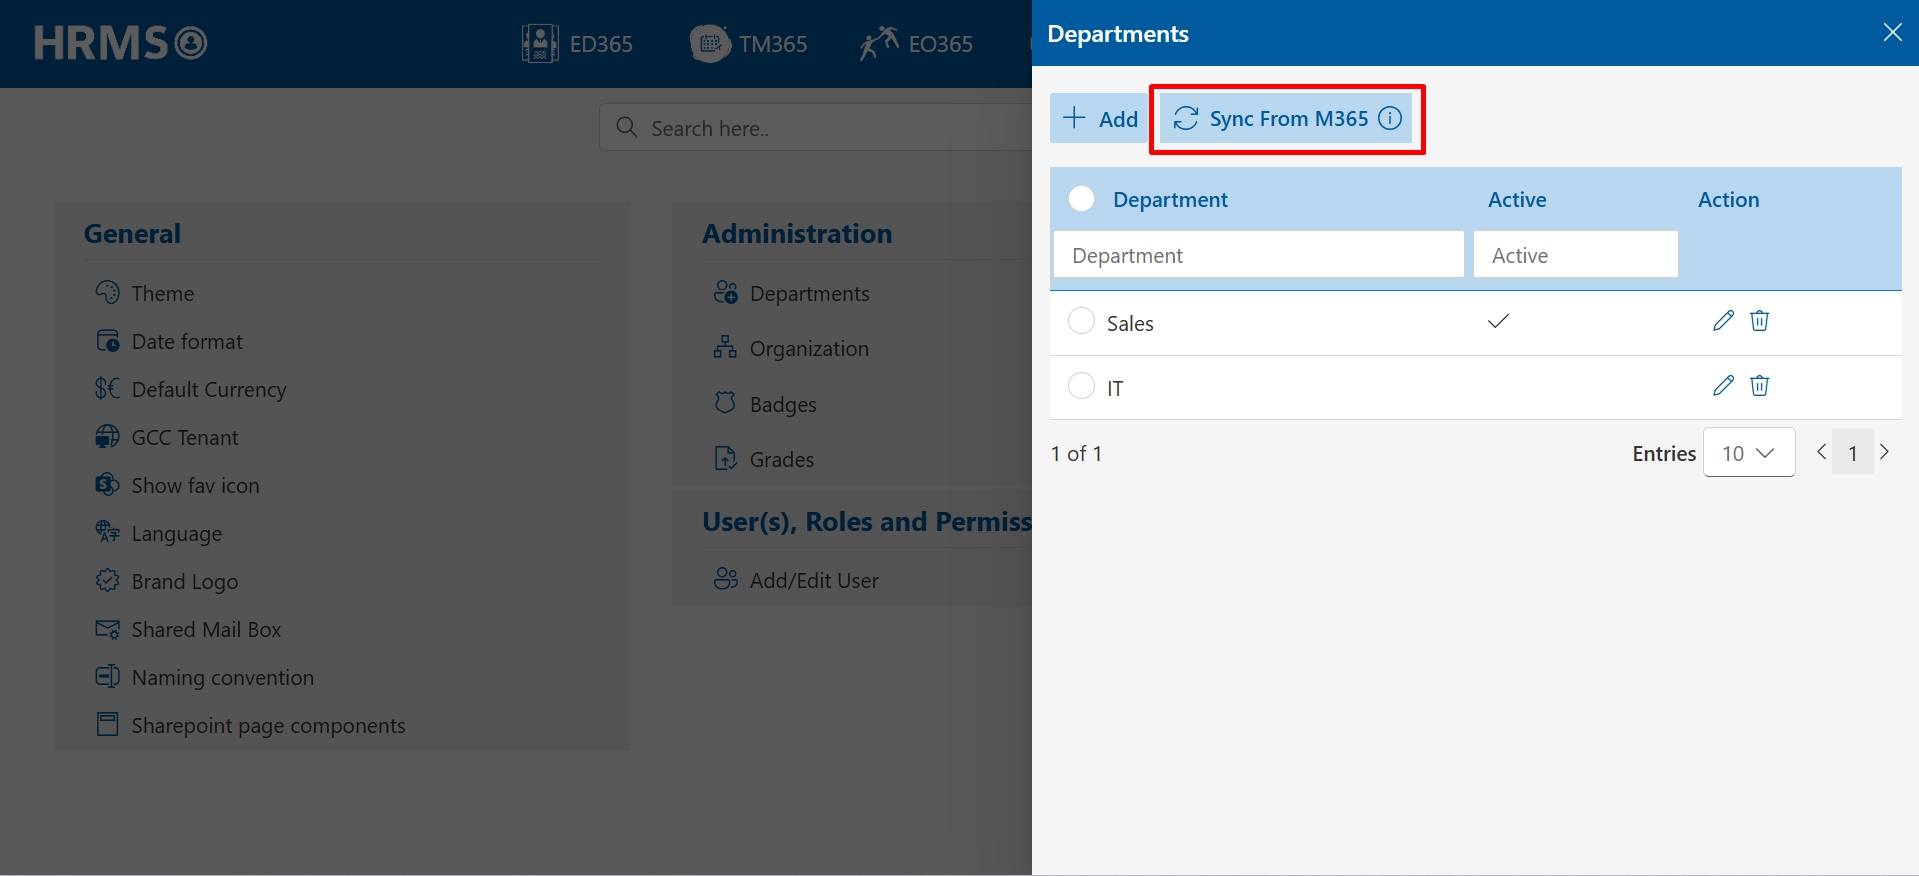 HRMS
ED365
TM365
EO365
Search here..
General
Theme
Date format
Default Currency
GCC Tenant
Show fav icon
Language
Brand Logo
Shared Mail Box
Naming convention
Sharepoint page components
Administration
Departments
Organization
Badges
Grades
User(s), Roles and Permiss
Add/Edit User
Departments
Add
Sync From M365
Department Active Action
Department Active
Sales
IT
1 of 1
Entries 10 1